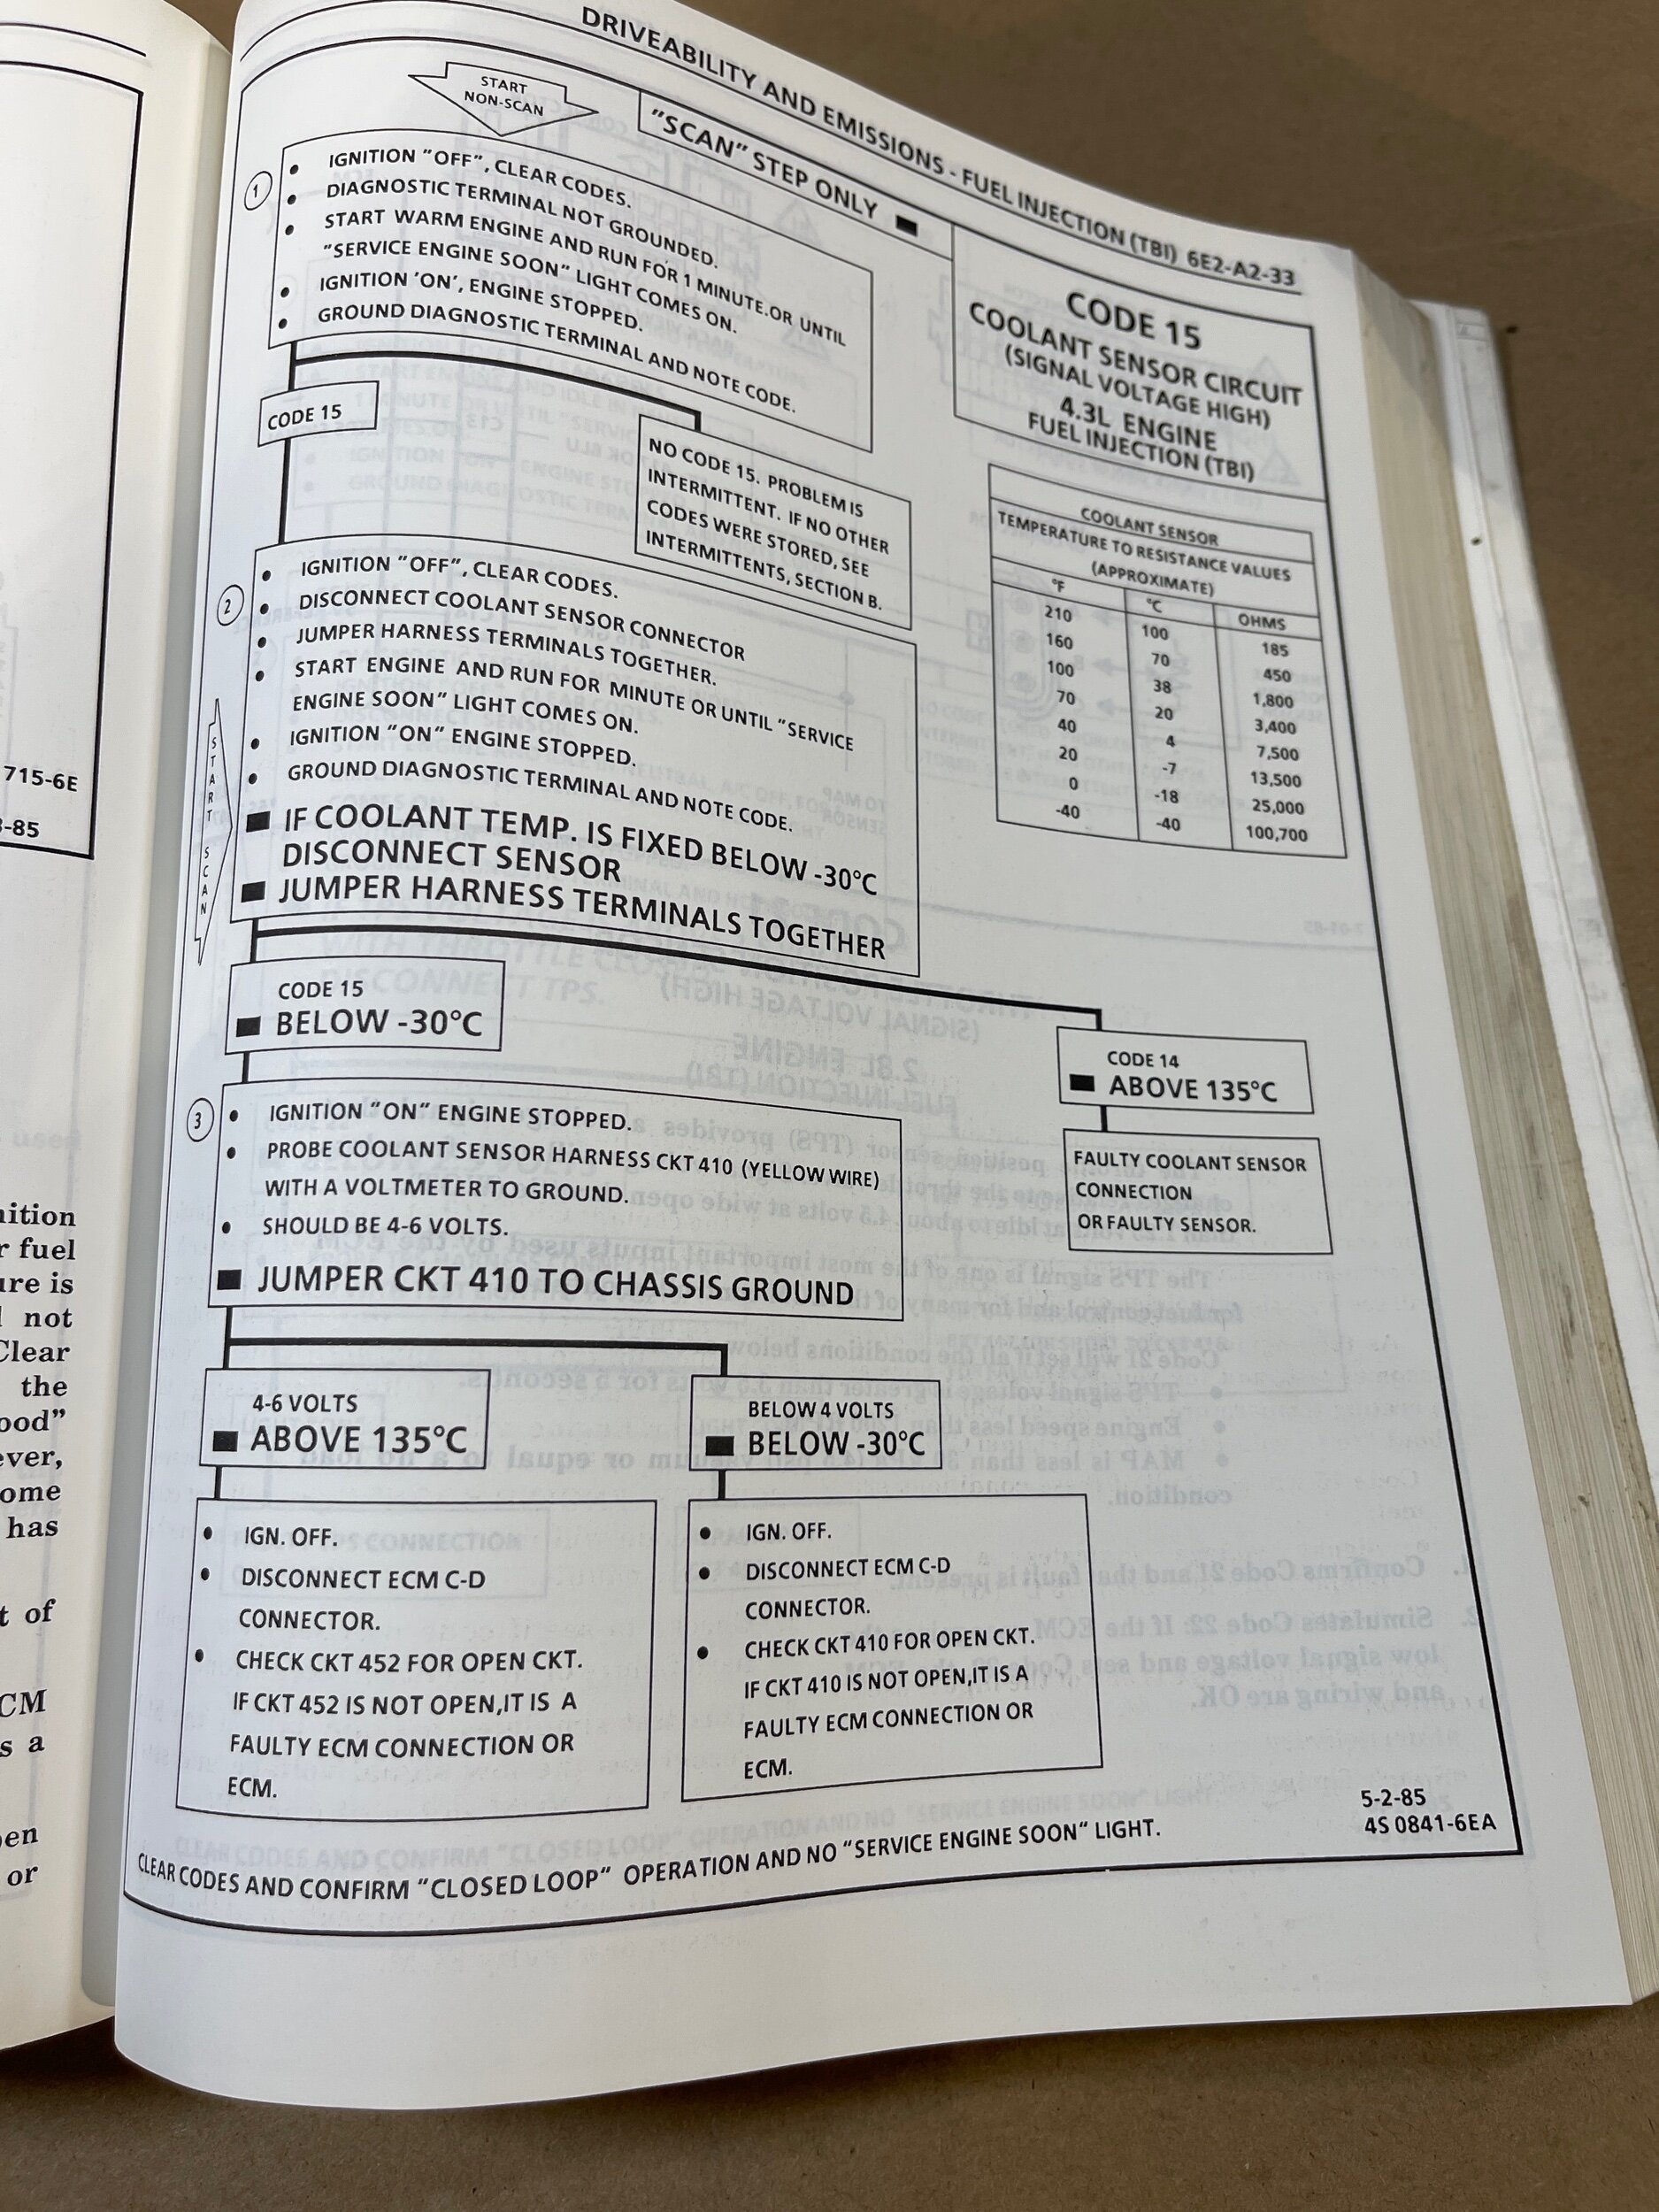 DRIVEABILITY AND EMISSIONS - FUEL INJECTION (TBI) 6E2-A2-33
START
NON-SCAN
"SCAN" STEP ONLY
CODE 15
COOLANT SENSOR CIRCUIT
(SIGNAL VOLTAGE HIGH)
4.3L ENGINE
FUEL INJECTION (TBI)
1
• IGNITION "OFF", CLEAR CODES.
• DIAGNOSTIC TERMINAL NOT GROUNDED.
• START WARM ENGINE AND RUN FOR 1 MINUTE.OR UNTIL
"SERVICE ENGINE SOON" LIGHT COMES ON.
• IGNITION 'ON', ENGINE STOPPED.
• GROUND DIAGNOSTIC TERMINAL AND NOTE CODE.
CODE 15
NO CODE 15. PROBLEM IS
INTERMITTENT. IF NO OTHER
CODES WERE STORED, SEE
INTERMITTENTS, SECTION B.
COOLANT SENSOR
TEMPERATURE TO RESISTANCE VALUES
(APPROXIMATE)
°F °C OHMS
210 100 185
160 70 450
100 38 1,800
70 20 3,400
40 4 7,500
20 -7 13,500
0 -18 25,000
-40 -40 100,700
2
• IGNITION "OFF", CLEAR CODES.
• DISCONNECT COOLANT SENSOR CONNECTOR
• JUMPER HARNESS TERMINALS TOGETHER.
• START ENGINE AND RUN FOR MINUTE OR UNTIL "SERVICE
ENGINE SOON" LIGHT COMES ON.
• IGNITION "ON" ENGINE STOPPED.
• GROUND DIAGNOSTIC TERMINAL AND NOTE CODE.
START SCAN
IF COOLANT TEMP. IS FIXED BELOW -30°C
DISCONNECT SENSOR
JUMPER HARNESS TERMINALS TOGETHER
CODE 15
BELOW -30°C
CODE 14
ABOVE 135°C
FAULTY COOLANT SENSOR
CONNECTION
OR FAULTY SENSOR.
3
• IGNITION "ON" ENGINE STOPPED.
• PROBE COOLANT SENSOR HARNESS CKT 410 (YELLOW WIRE)
WITH A VOLTMETER TO GROUND.
• SHOULD BE 4-6 VOLTS.
JUMPER CKT 410 TO CHASSIS GROUND
4-6 VOLTS
ABOVE 135°C
BELOW 4 VOLTS
BELOW -30°C
• IGN. OFF.
• DISCONNECT ECM C-D
CONNECTOR.
• CHECK CKT 452 FOR OPEN CKT.
IF CKT 452 IS NOT OPEN,IT IS A
FAULTY ECM CONNECTION OR
ECM.
• IGN. OFF.
• DISCONNECT ECM C-D
CONNECTOR.
• CHECK CKT 410 FOR OPEN CKT.
IF CKT 410 IS NOT OPEN,IT IS A
FAULTY ECM CONNECTION OR
ECM.
CLEAR CODES AND CONFIRM "CLOSED LOOP" OPERATION AND NO "SERVICE ENGINE SOON" LIGHT.
5-2-85
4S 0841-6EA
715-6E
-85
fuel
is
not
Clear
the
has
of
a
or